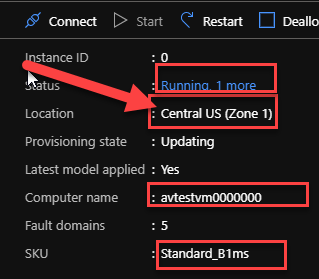 Connect Start Restart Deallo
Instance ID : 0
Status : Running, 1 more
Location : Central US (Zone 1)
Provisioning state : Updating
Latest model applied : Yes
Computer name : avtestvm0000000
Fault domains : 5
SKU : Standard_B1ms